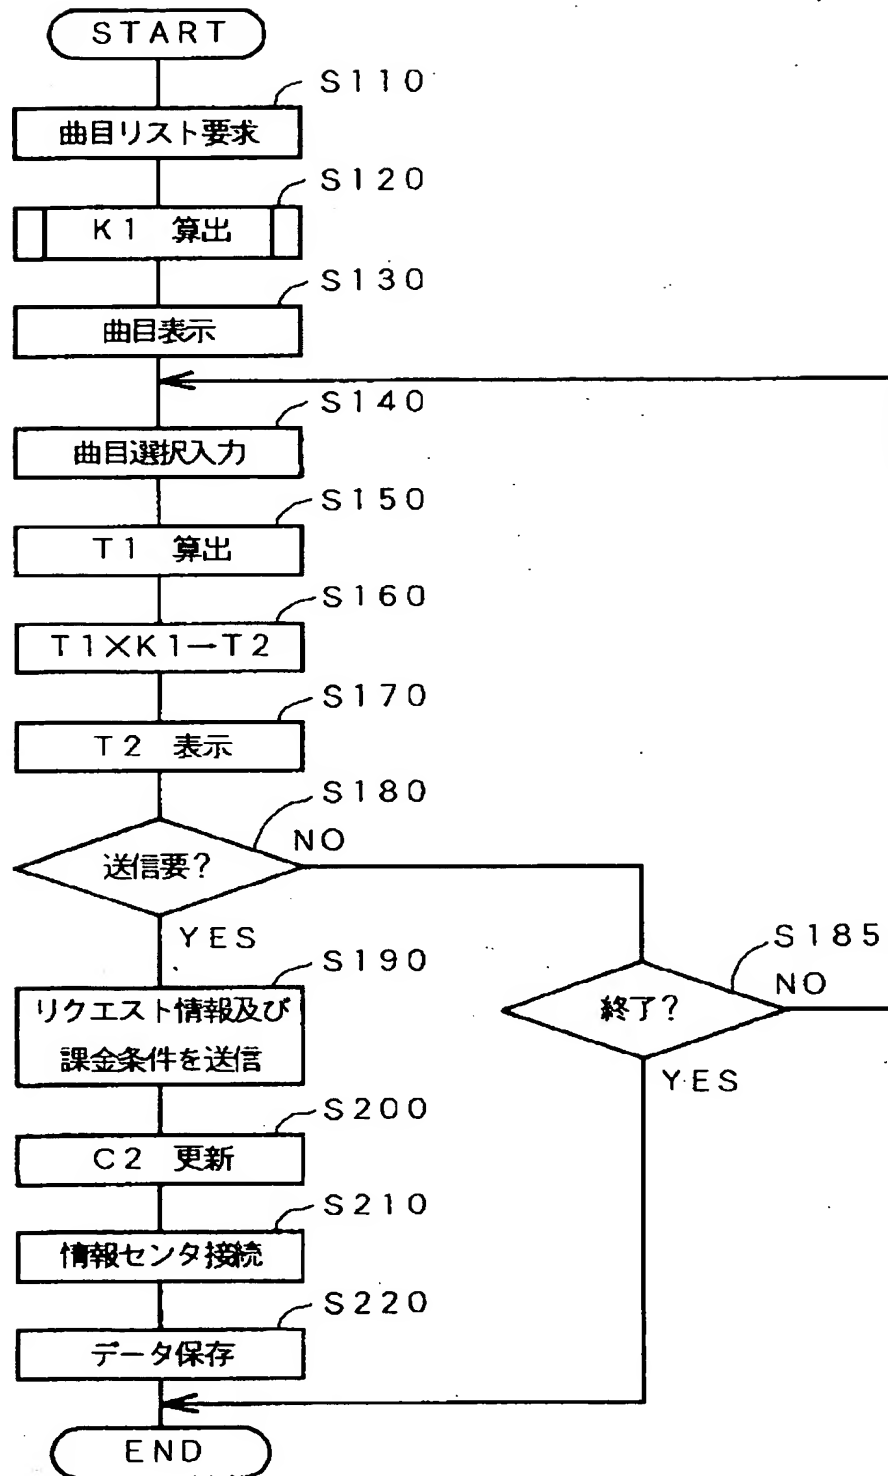 START
S110
曲目リスト要求
S120
K1 算出
S130
曲目表示
S140
曲目選択入力
S150
T1 算出
S160
T1×K1→T2
S170
T2 表示
S180
送信要?
NO
YES
S185
終了?
NO
YES
S190
リクエスト情報及び
課金条件を送信
S200
C2 更新
S210
情報センタ接続
S220
データ保存
END